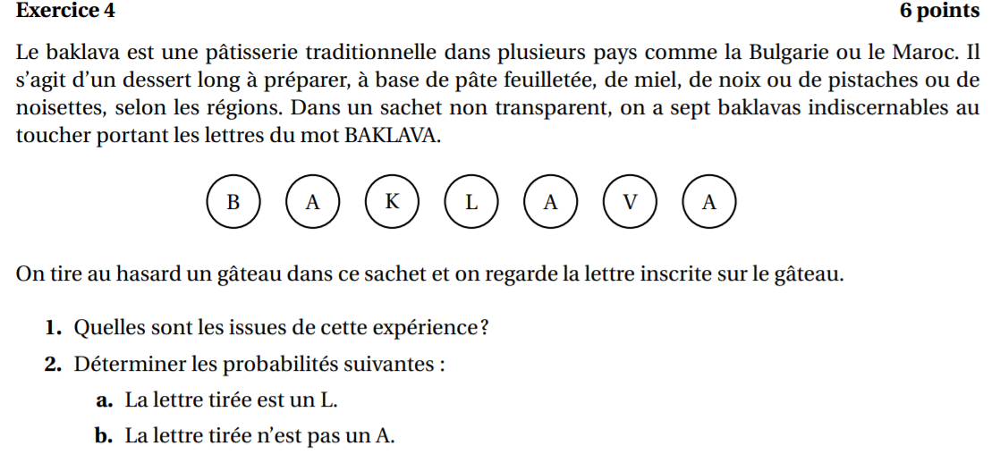 Exercice 4 6 points
Le baklava est une pâtisserie traditionnelle dans plusieurs pays comme la Bulgarie ou le Maroc. Il
s’agit d’un dessert long à préparer, à base de pâte feuilletée, de miel, de noix ou de pistaches ou de
noisettes, selon les régions. Dans un sachet non transparent, on a sept baklavas indiscernables au
toucher portant les lettres du mot BAKLAVA.
B A K L A V A
On tire au hasard un gâteau dans ce sachet et on regarde la lettre inscrite sur le gâteau.
1. Quelles sont les issues de cette expérience?
2. Déterminer les probabilités suivantes :
a. La lettre tirée est un L.
b. La lettre tirée n’est pas un A.